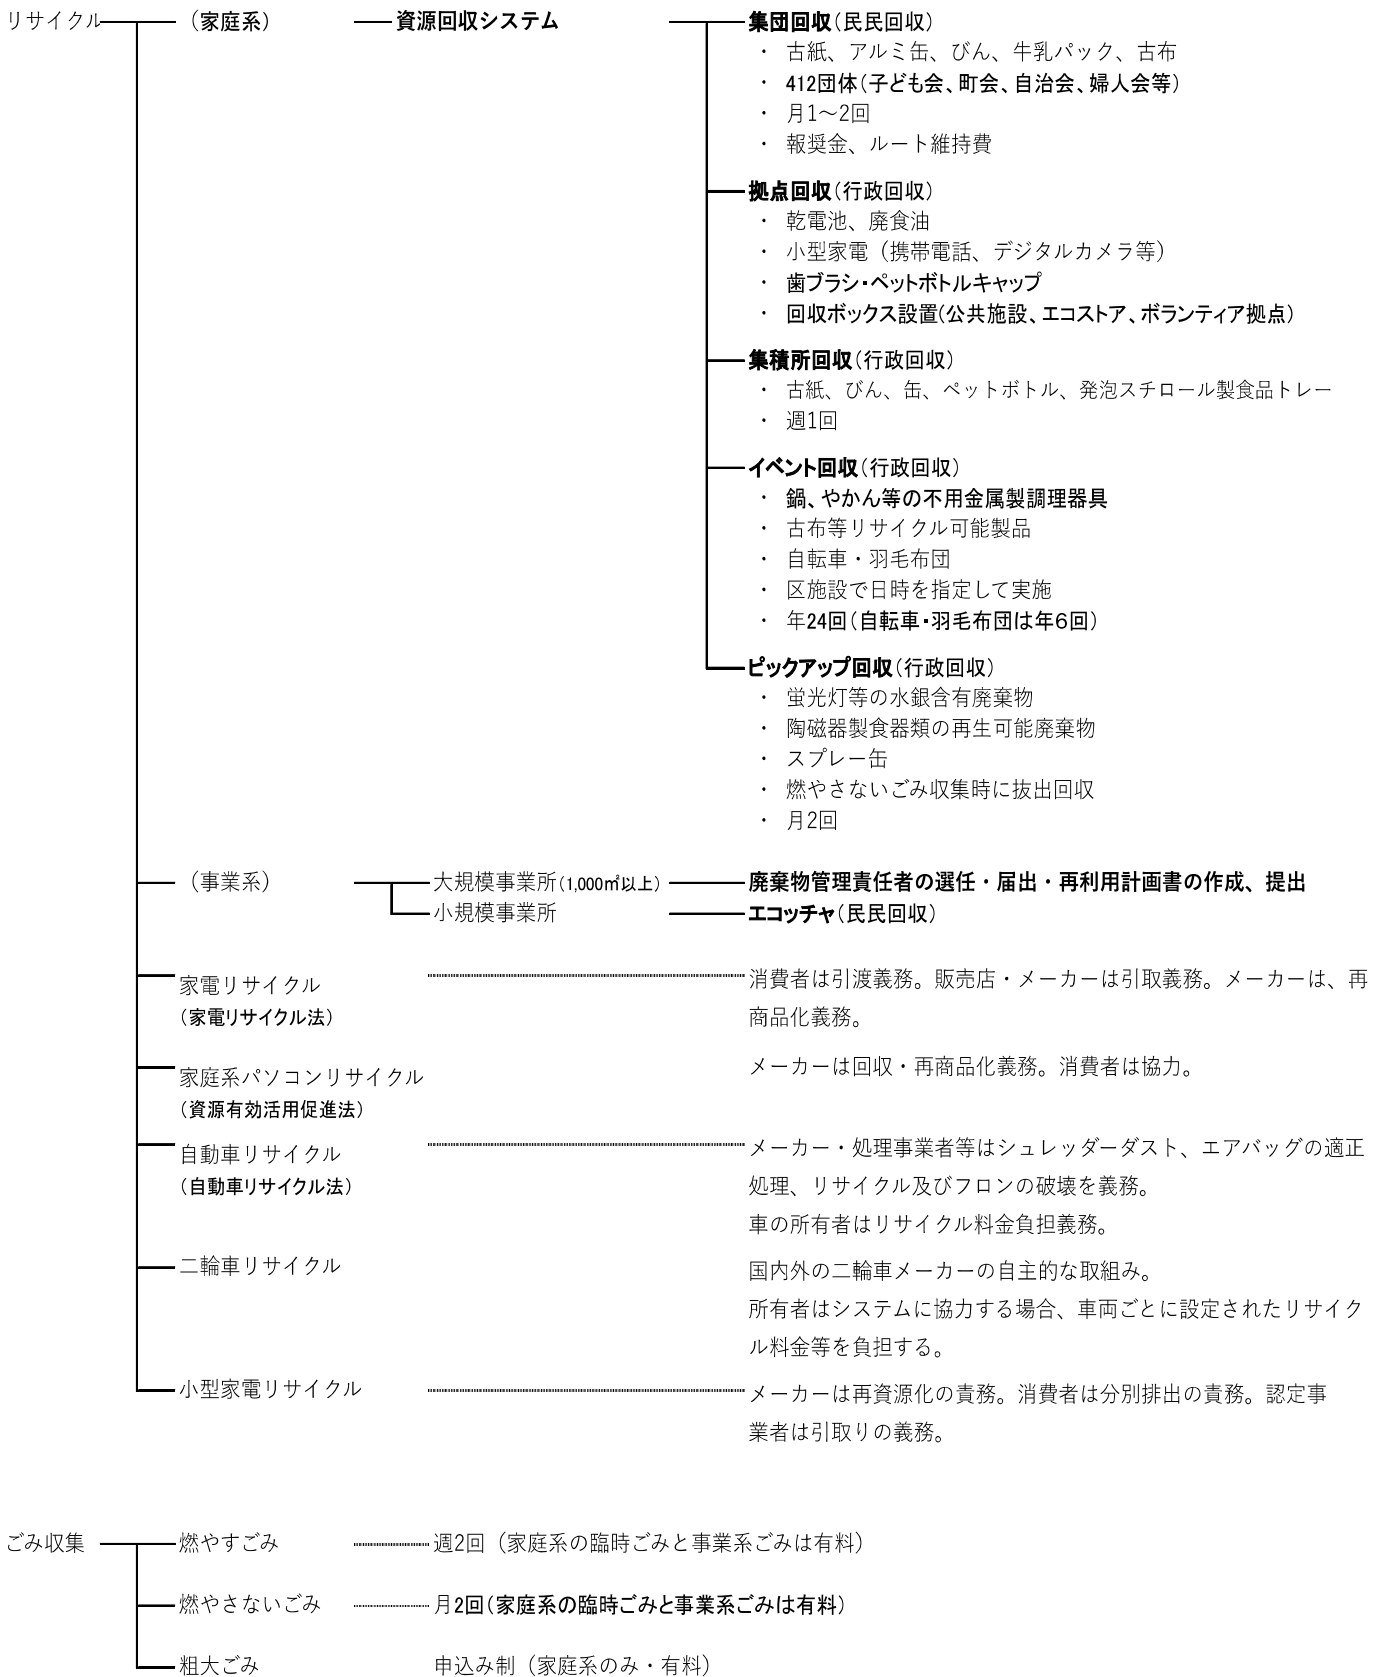 リサイクル （家庭系） 資源回収システム 集団回収（民民回収）
・ 古紙、アルミ缶、びん、牛乳パック、古布
・ 412団体（子ども会、町会、自治会、婦人会等）
・ 月1～2回
・ 報奨金、ルート維持費
拠点回収（行政回収）
・ 乾電池、廃食油
・ 小型家電（携帯電話、デジタルカメラ等）
・ 歯ブラシ・ペットボトルキャップ
・ 回収ボックス設置(公共施設、エコストア、ボランティア拠点）
集積所回収（行政回収）
・ 古紙、びん、缶、ペットボトル、発泡スチロール製食品トレー
・ 週1回
イベント回収（行政回収）
・ 鍋、やかん等の不用金属製調理器具
・ 古布等リサイクル可能製品
・ 自転車・羽毛布団
・ 区施設で日時を指定して実施
・ 年24回（自転車・羽毛布団は年６回）
ピックアップ回収（行政回収）
・ 蛍光灯等の水銀含有廃棄物
・ 陶磁器製食器類の再生可能廃棄物
・ スプレー缶
・ 燃やさないごみ収集時に抜出回収
・ 月2回
（事業系） 大規模事業所（1,000㎡以上） 廃棄物管理責任者の選任・届出・再利用計画書の作成、提出
小規模事業所 エコッチャ（民民回収）
家電リサイクル 消費者は引渡義務。販売店・メーカーは引取義務。メーカーは、再
（家電リサイクル法） 商品化義務。
家庭系パソコンリサイクル メーカーは回収・再商品化義務。消費者は協力。
（資源有効活用促進法）
自動車リサイクル メーカー・処理事業者等はシュレッダーダスト、エアバッグの適正
（自動車リサイクル法） 処理、リサイクル及びフロンの破壊を義務。
車の所有者はリサイクル料金負担義務。
二輪車リサイクル 国内外の二輪車メーカーの自主的な取組み。
所有者はシステムに協力する場合、車両ごとに設定されたリサイク
ル料金等を負担する。
小型家電リサイクル メーカーは再資源化の責務。消費者は分別排出の責務。認定事
業者は引取りの義務。
ごみ収集 燃やすごみ 週2回（家庭系の臨時ごみと事業系ごみは有料）
燃やさないごみ 月2回（家庭系の臨時ごみと事業系ごみは有料）
粗大ごみ 申込み制（家庭系のみ・有料）